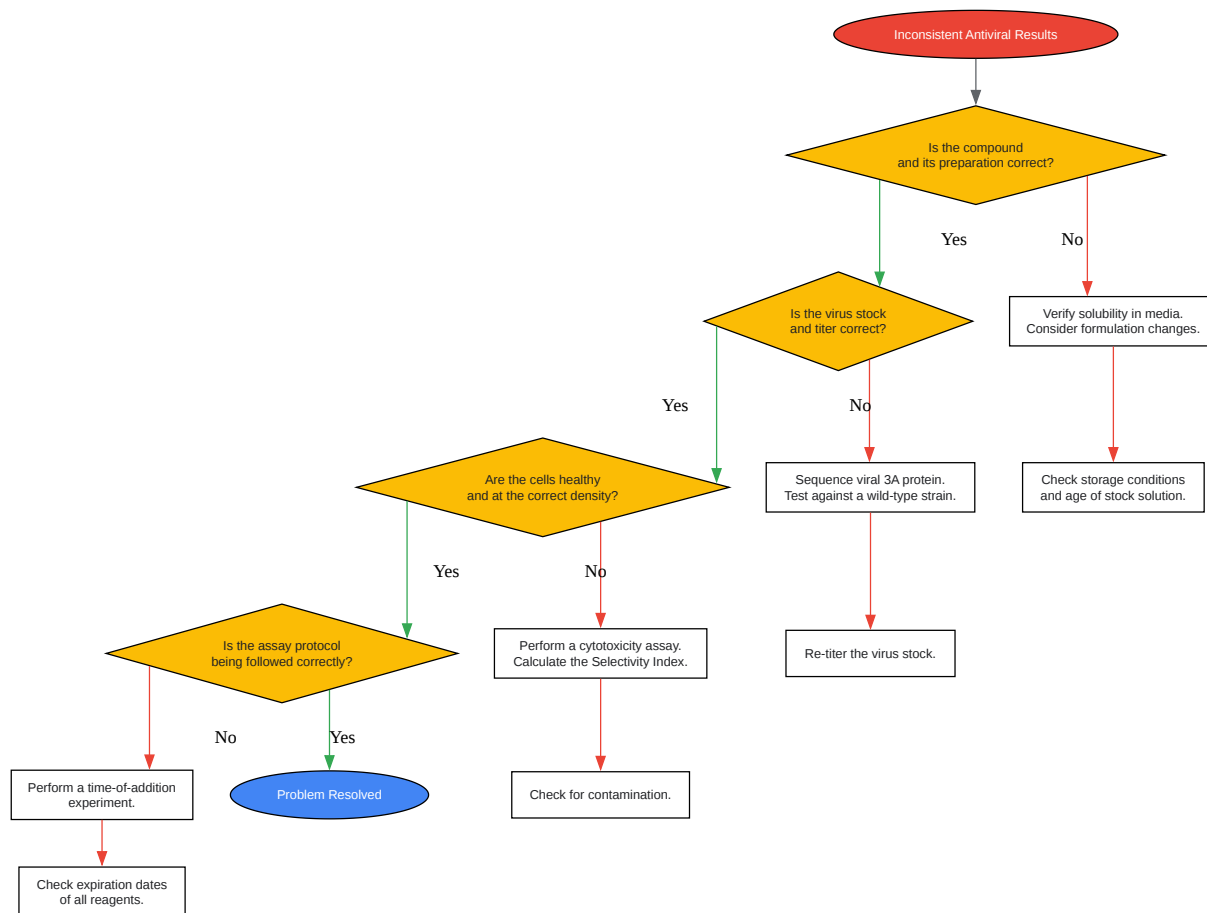 Inconsistent Antiviral Results
Is the compound
and its preparation correct?
Yes
No
Is the virus stock
and titer correct?
Verify solubility in media.
Consider formulation changes.
Yes
No
Are the cells healthy
and at the correct density?
Sequence viral 3A protein.
Test against a wild-type strain.
Check storage conditions
and age of stock solution.
Yes
No
Is the assay protocol
being followed correctly?
Perform a cytotoxicity assay.
Calculate the Selectivity Index.
Re-titer the virus stock.
No
Yes
Perform a time-of-addition
experiment.
Problem Resolved
Check for contamination.
Check expiration dates
of all reagents.